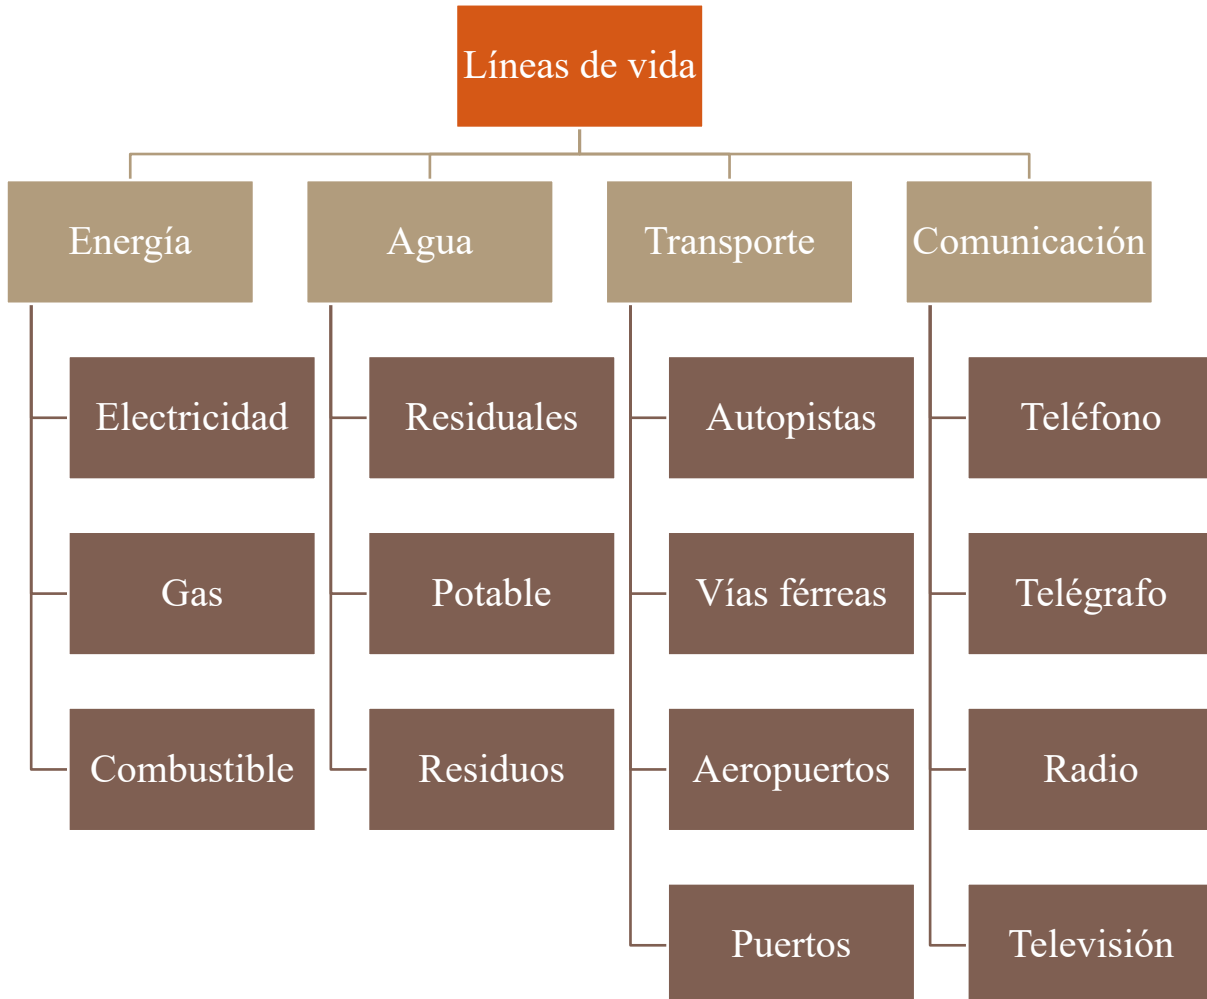 Líneas de vida
Energía
Electricidad
Gas
Combustible
Agua
Residuales
Potable
Residuos
Transporte
Autopistas
Vías férreas
Aeropuertos
Puertos
Comunicación
Teléfono
Telégrafo
Radio
Televisión